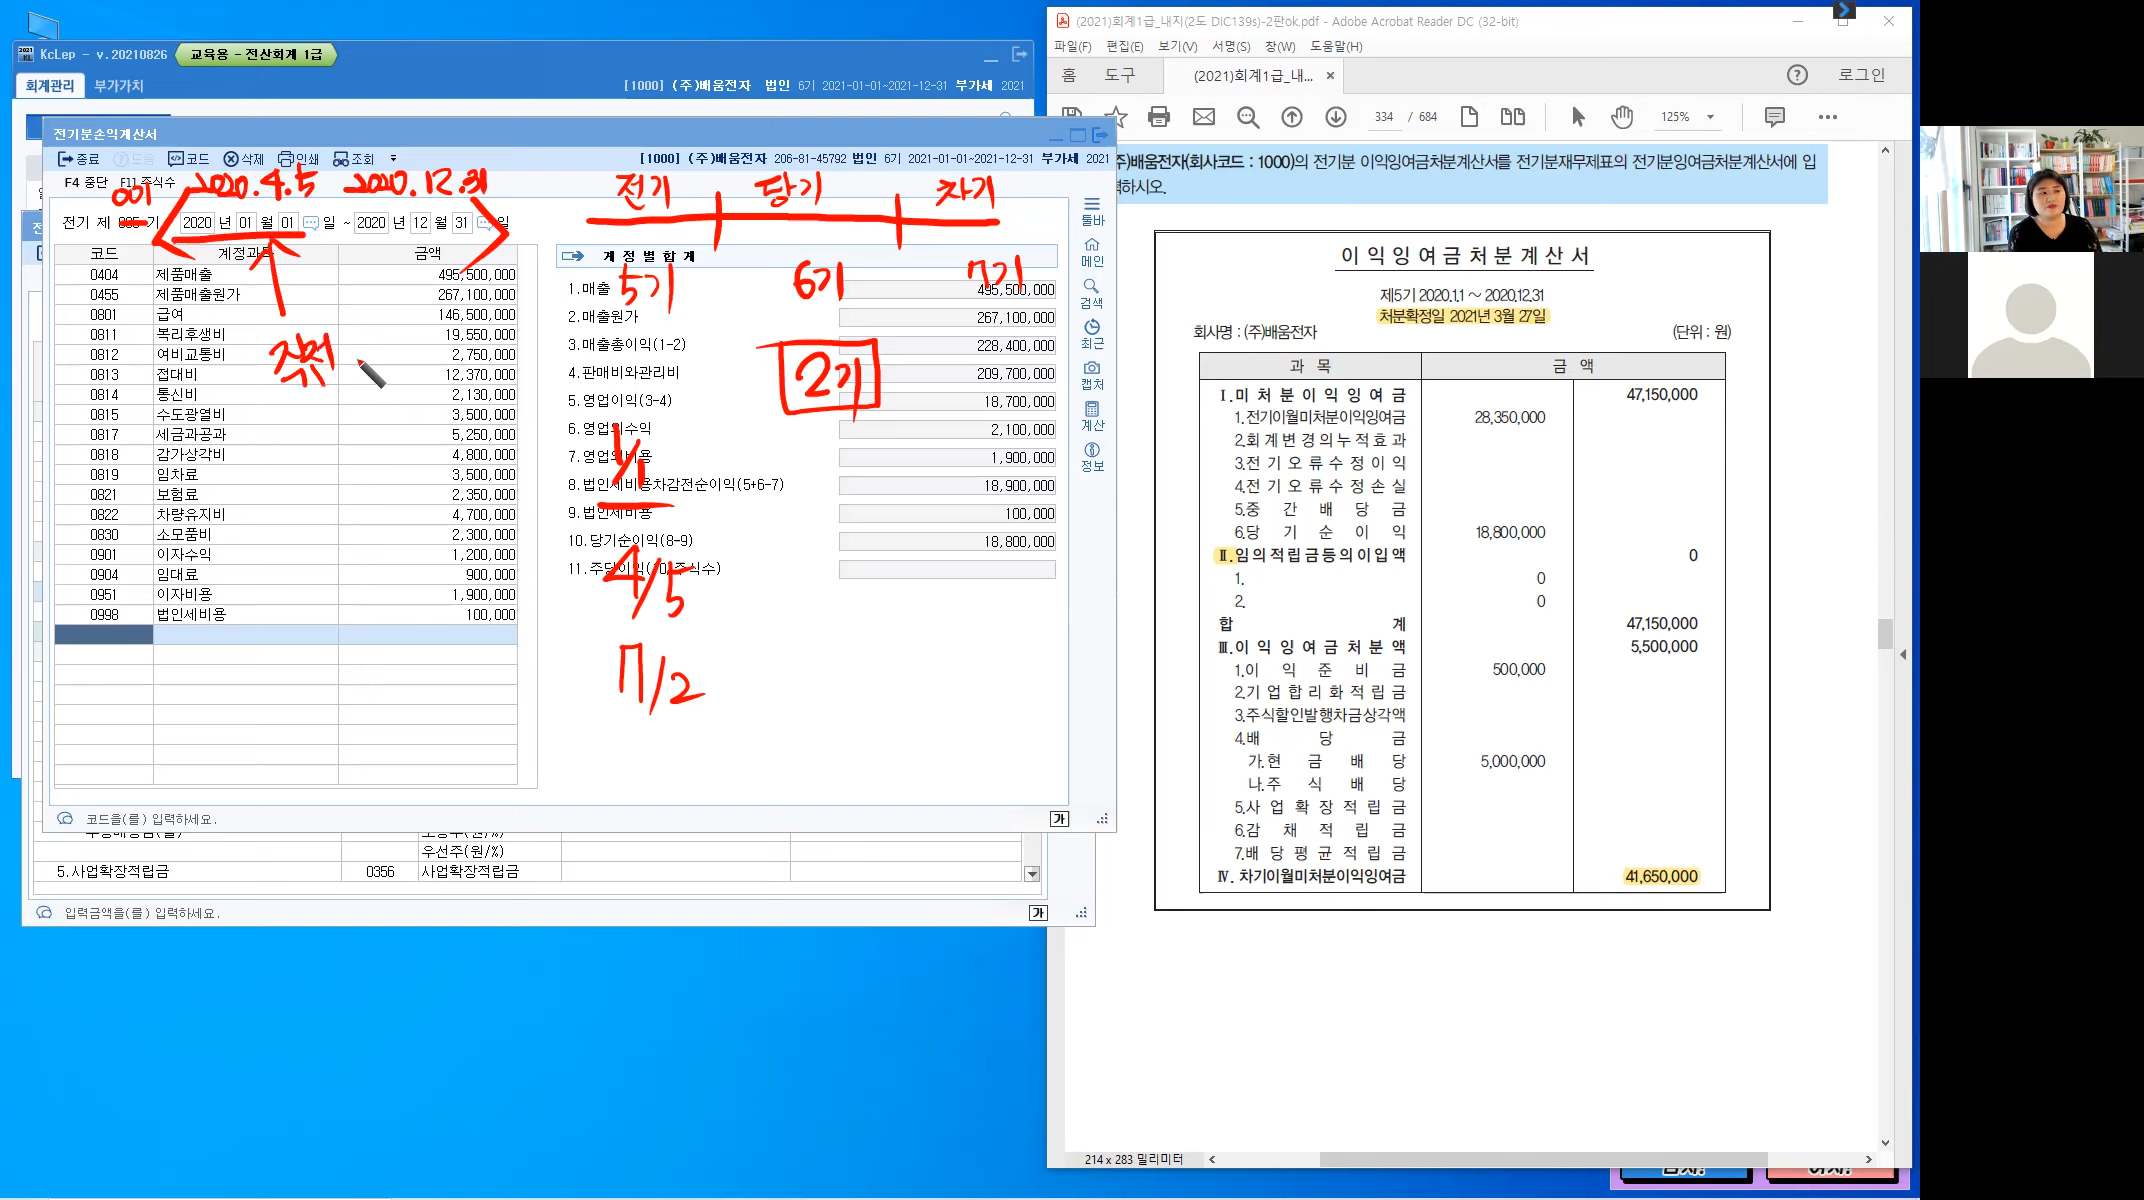 KcLep - v.20210826 교육용 - 전산회계 1급
회계관리 부가가치
[1000] (주)배움전자 법인 6기 2021-01-01~2021-12-31 부가세 2021
전기분손익계산서
종료 도움 코드 삭제 인쇄 조회
[1000] (주)배움전자 206-81-45792 법인 6기 2021-01-01~2021-12-31 부가세 2021
F4 중단 F11 주식수
001 2020.4.5 2020.12.31
전기 당기 차기
전기 제 005 기 2020 년 01 월 01 일 ~ 2020 년 12 월 31 일
코드 계정과목 금액
0404 제품매출 495,500,000
0455 제품매출원가 267,100,000
0801 급여 146,500,000
0811 복리후생비 19,550,000
0812 여비교통비 2,750,000
0813 접대비 12,370,000
0814 통신비 2,130,000
0815 수도광열비 3,500,000
0817 세금과공과 5,250,000
0818 감가상각비 4,800,000
0819 임차료 3,500,000
0821 보험료 2,350,000
0822 차량유지비 4,700,000
0830 소모품비 2,300,000
0901 이자수익 1,200,000
0904 임대료 900,000
0951 이자비용 1,900,000
0998 법인세비용 100,000
계 정 별 합 계
5기 6기 7기
1.매출 495,500,000
2.매출원가 267,100,000
3.매출총이익(1-2) 228,400,000
4.판매비와관리비 209,700,000
2기
5.영업이익(3-4) 18,700,000
6.영업외수익 2,100,000
7.영업외비용 1,900,000
1/1
8.법인세비용차감전순이익(5+6-7) 18,900,000
9.법인세비용 100,000
10.당기순이익(8-9) 18,800,000
11.주당이익(10/주식수)
4/5
7/2
툴바
메인
검색
최근
캡처
계산
정보
코드을(를) 입력하세요. 가
우선주(원/%)
5.사업확장적립금 0356 사업확장적립금
입력금액을(를) 입력하세요. 가
(2021)회계1급_내지(2도 DIC139s)-2판ok.pdf - Adobe Acrobat Reader DC (32-bit)
파일(F) 편집(E) 보기(V) 서명(S) 창(W) 도움말(H)
홈 도구 (2021)회계1급_내... × 로그인
334 / 684 125%
주)배움전자(회사코드 : 1000)의 전기분 이익잉여금처분계산서를 전기분재무제표의 전기분잉여금처분계산서에 입
력하시오.
이익잉여금처분계산서
제5기 2020.1.1 ~ 2020.12.31
처분확정일 2021년 3월 27일
회사명 : (주)배움전자 (단위 : 원)
과 목 금 액
Ⅰ.미 처 분 이 익 잉 여 금 47,150,000
1.전기이월미처분이익잉여금 28,350,000
2.회 계 변 경 의 누 적 효 과
3.전 기 오 류 수 정 이 익
4.전 기 오 류 수 정 손 실
5.중 간 배 당 금
6.당 기 순 이 익 18,800,000
Ⅱ.임 의 적 립 금 등 의 이 입 액 0
1. 0
2. 0
합 계 47,150,000
Ⅲ.이 익 잉 여 금 처 분 액 5,500,000
1.이 익 준 비 금 500,000
2.기 업 합 리 화 적 립 금
3.주식할인발행차금상각액
4.배 당 금
가.현 금 배 당 5,000,000
나.주 식 배 당
5.사 업 확 장 적 립 금
6.감 채 적 립 금
7.배 당 평 균 적 립 금
Ⅳ. 차기이월미처분이익잉여금 41,650,000
214 x 283 밀리미터